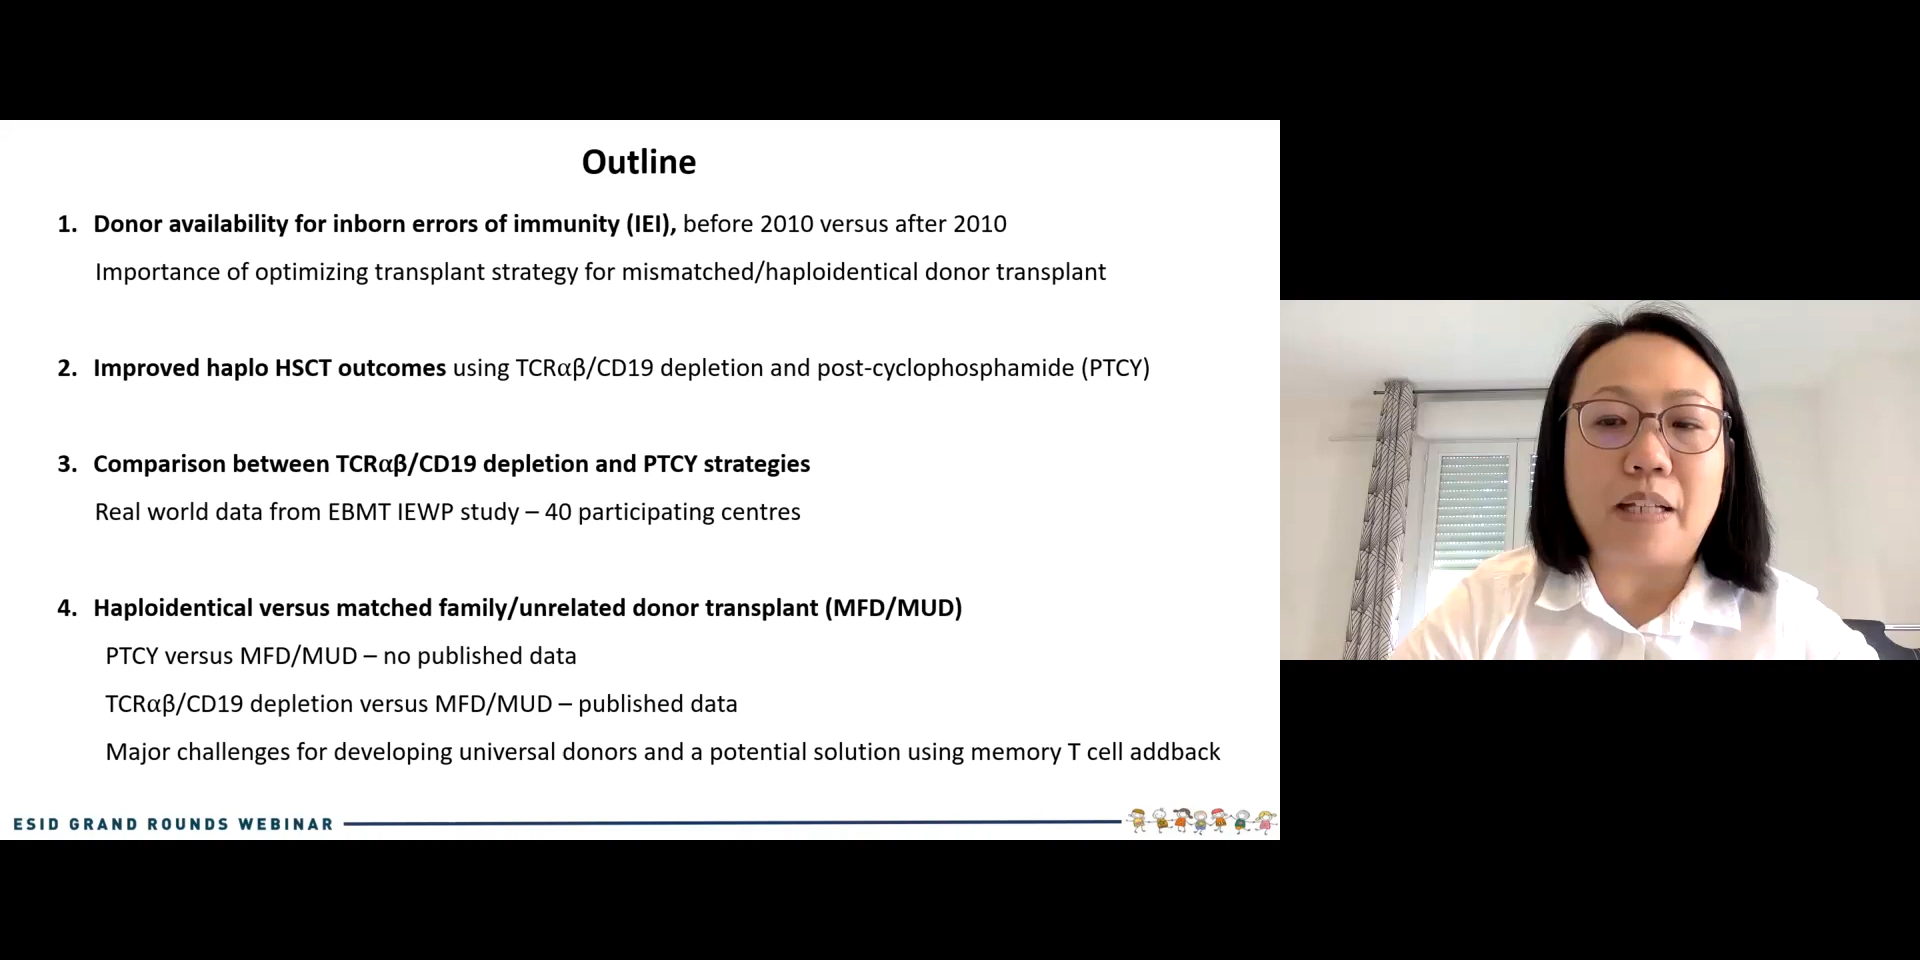 Outline
1. Donor availability for inborn errors of immunity (IEI), before 2010 versus after 2010
Importance of optimizing transplant strategy for mismatched/haploidentical donor transplant
2. Improved haplo HSCT outcomes using TCRαβ/CD19 depletion and post-cyclophosphamide (PTCY)
3. Comparison between TCRαβ/CD19 depletion and PTCY strategies
Real world data from EBMT IEWP study – 40 participating centres
4. Haploidentical versus matched family/unrelated donor transplant (MFD/MUD)
PTCY versus MFD/MUD – no published data
TCRαβ/CD19 depletion versus MFD/MUD – published data
Major challenges for developing universal donors and a potential solution using memory T cell addback
ESID GRAND ROUNDS WEBINAR